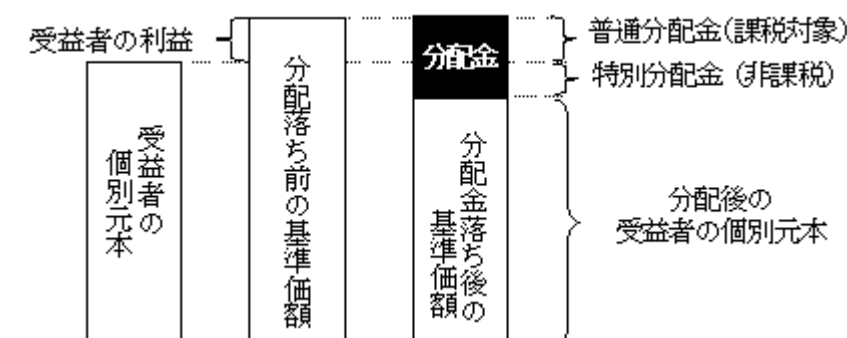 受益者の利益
分配金
普通分配金(課税対象)
特別分配金 (非課税)
受益者の
個別元本
分配落ち前の基準価額
分配金落ち後の
基準価額
分配後の
受益者の個別元本